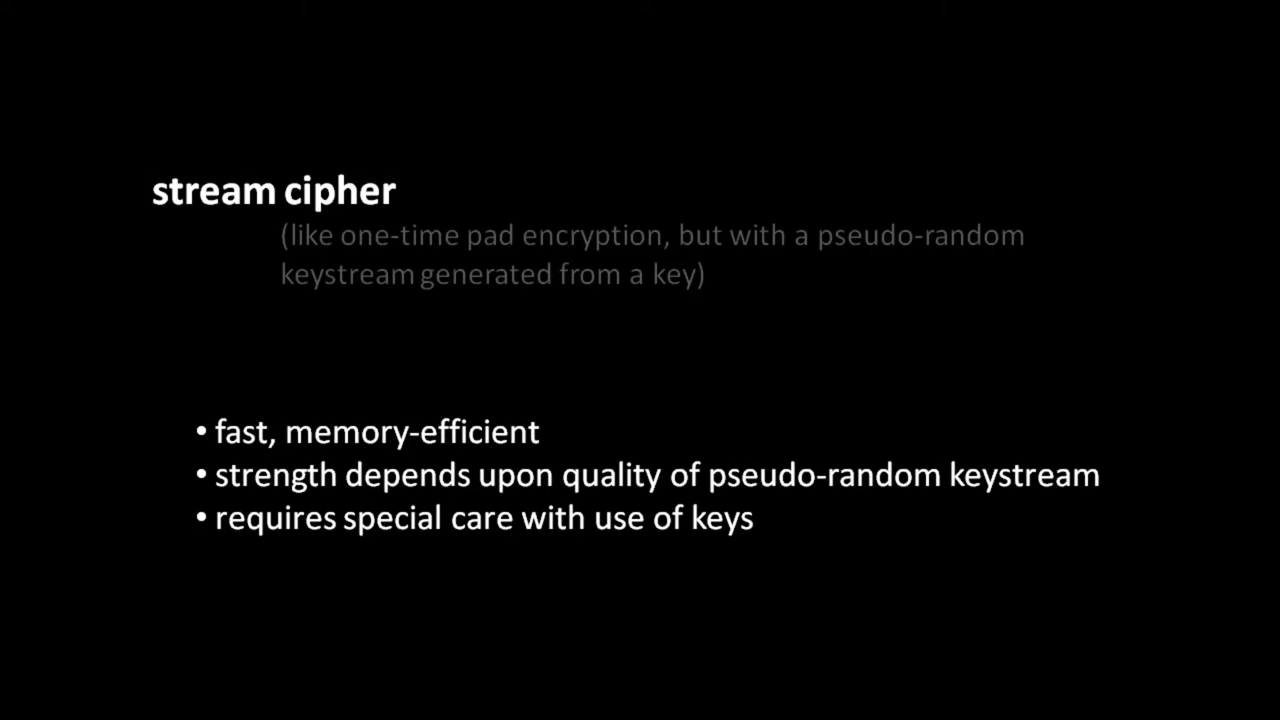 stream cipher
(like one-time pad encryption, but with a pseudo-random
keystream generated from a key)
• fast, memory-efficient
• strength depends upon quality of pseudo-random keystream
• requires special care with use of keys